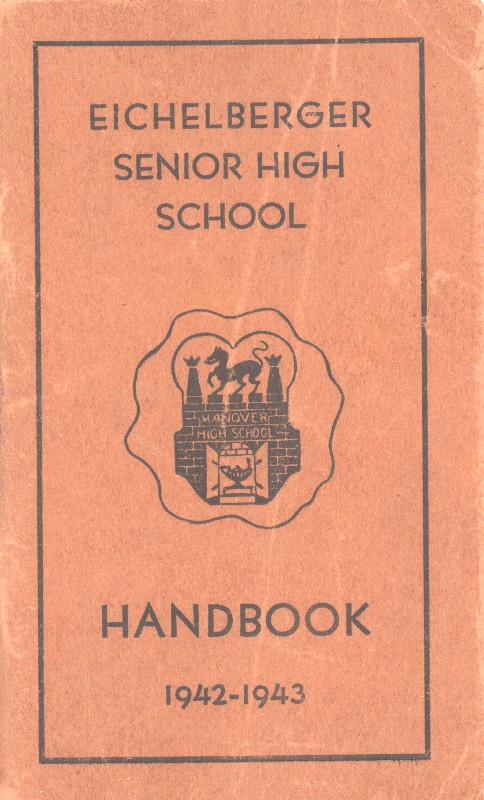 EICHELBERGER
SENIOR HIGH
SCHOOL
HANOVER
HIGH SCHOOL
HANDBOOK
1942-1943